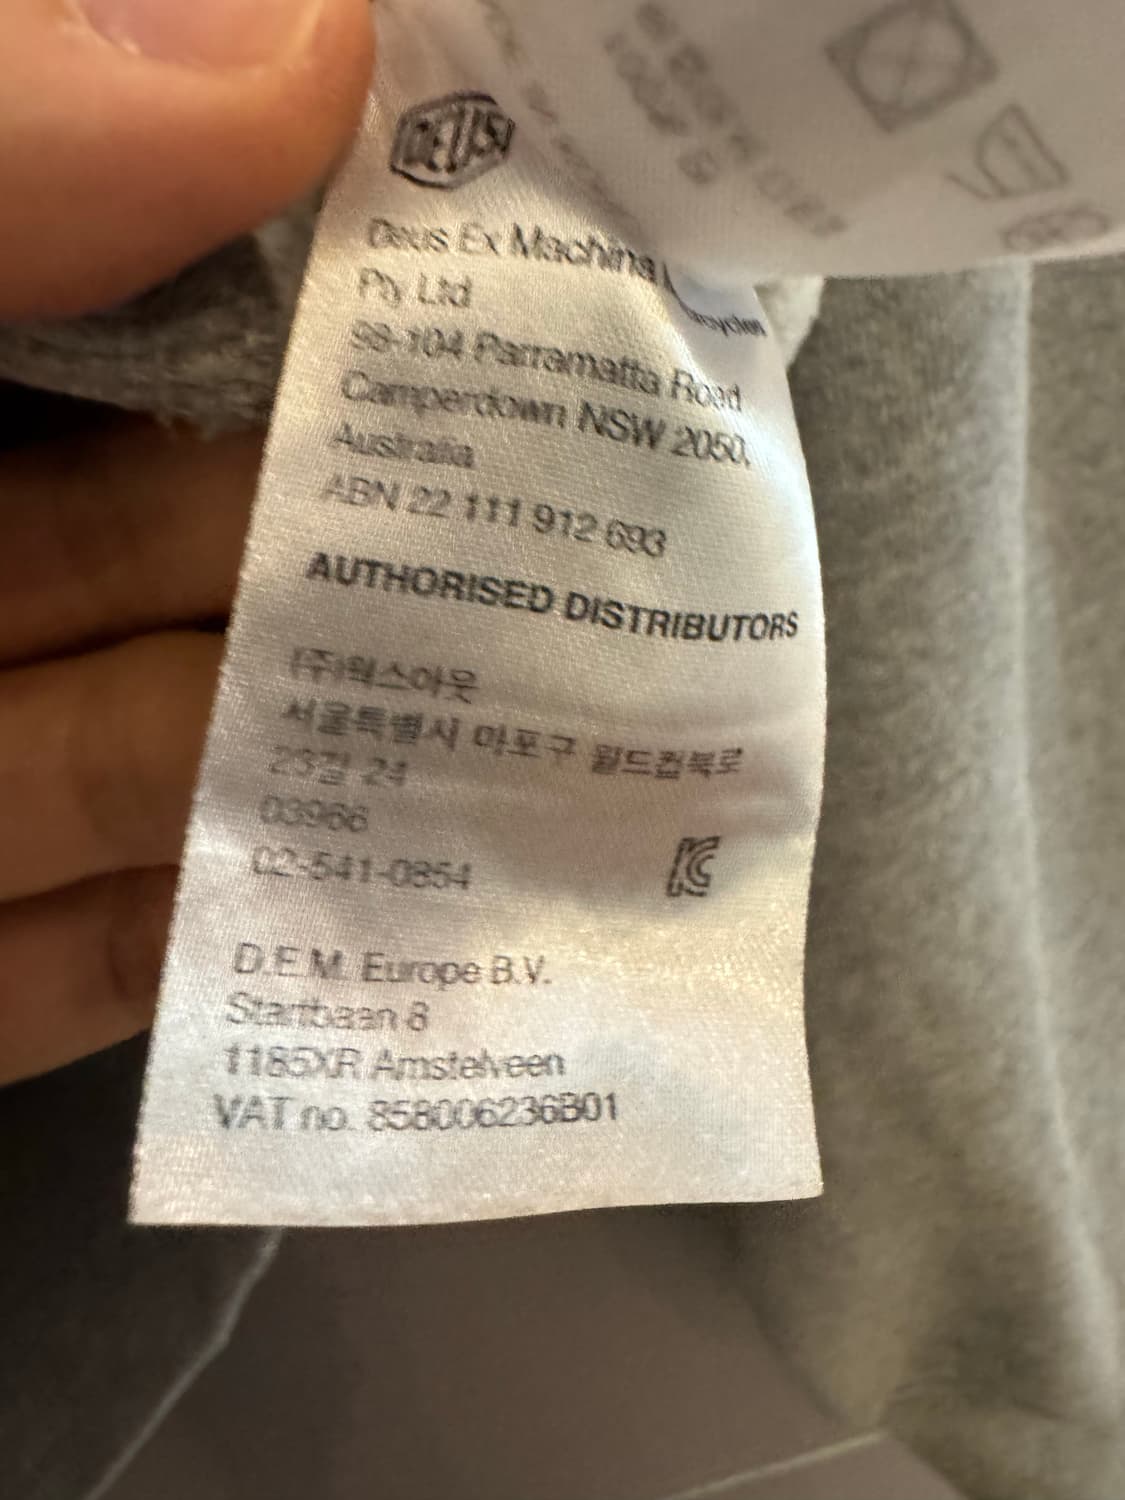 DEUS
Deus Ex Machina
Pty Ltd
98-104 Parramatta Road
Camperdown NSW 2050,
Australia
ABN 22 111 912 693
AUTHORISED DISTRIBUTORS
(주)웍스아웃
서울특별시 마포구 월드컵북로
23길 24
03966
02-541-0854
D.E.M. Europe B.V.
Startbaan 8
1185XR Amstelveen
VAT no. 858006236B01